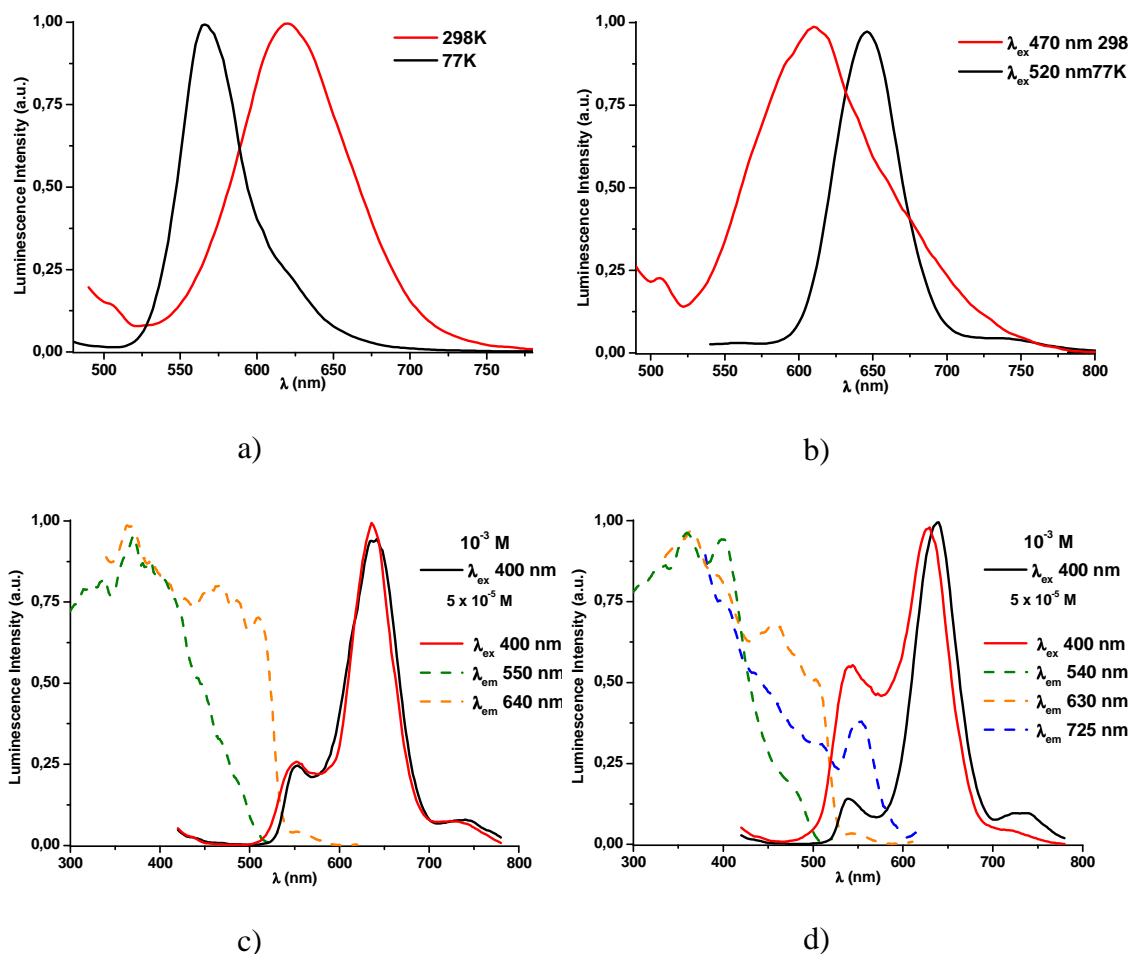 1,00
0,75
0,50
0,25
0,00
Luminescence Intensity (a.u.)
298K
77K
500 550 600 650 700 750
λ (nm)
a)
1,00
0,75
0,50
0,25
0,00
Luminescence Intensity (a.u.)
λex 470 nm 298
λex 520 nm77K
500 550 600 650 700 750 800
λ (nm)
b)
1,00
0,75
0,50
0,25
0,00
Luminescence Intensity (a.u.)
10-3 M
λex 400 nm
5 x 10-5 M
λex 400 nm
λem 550 nm
λem 640 nm
300 400 500 600 700 800
λ (nm)
c)
1,00
0,75
0,50
0,25
0,00
Luminescence Intensity (a.u.)
10-3 M
λex 400 nm
5 x 10-5 M
λex 400 nm
λem 540 nm
λem 630 nm
λem 725 nm
300 400 500 600 700 800
λ (nm)
d)